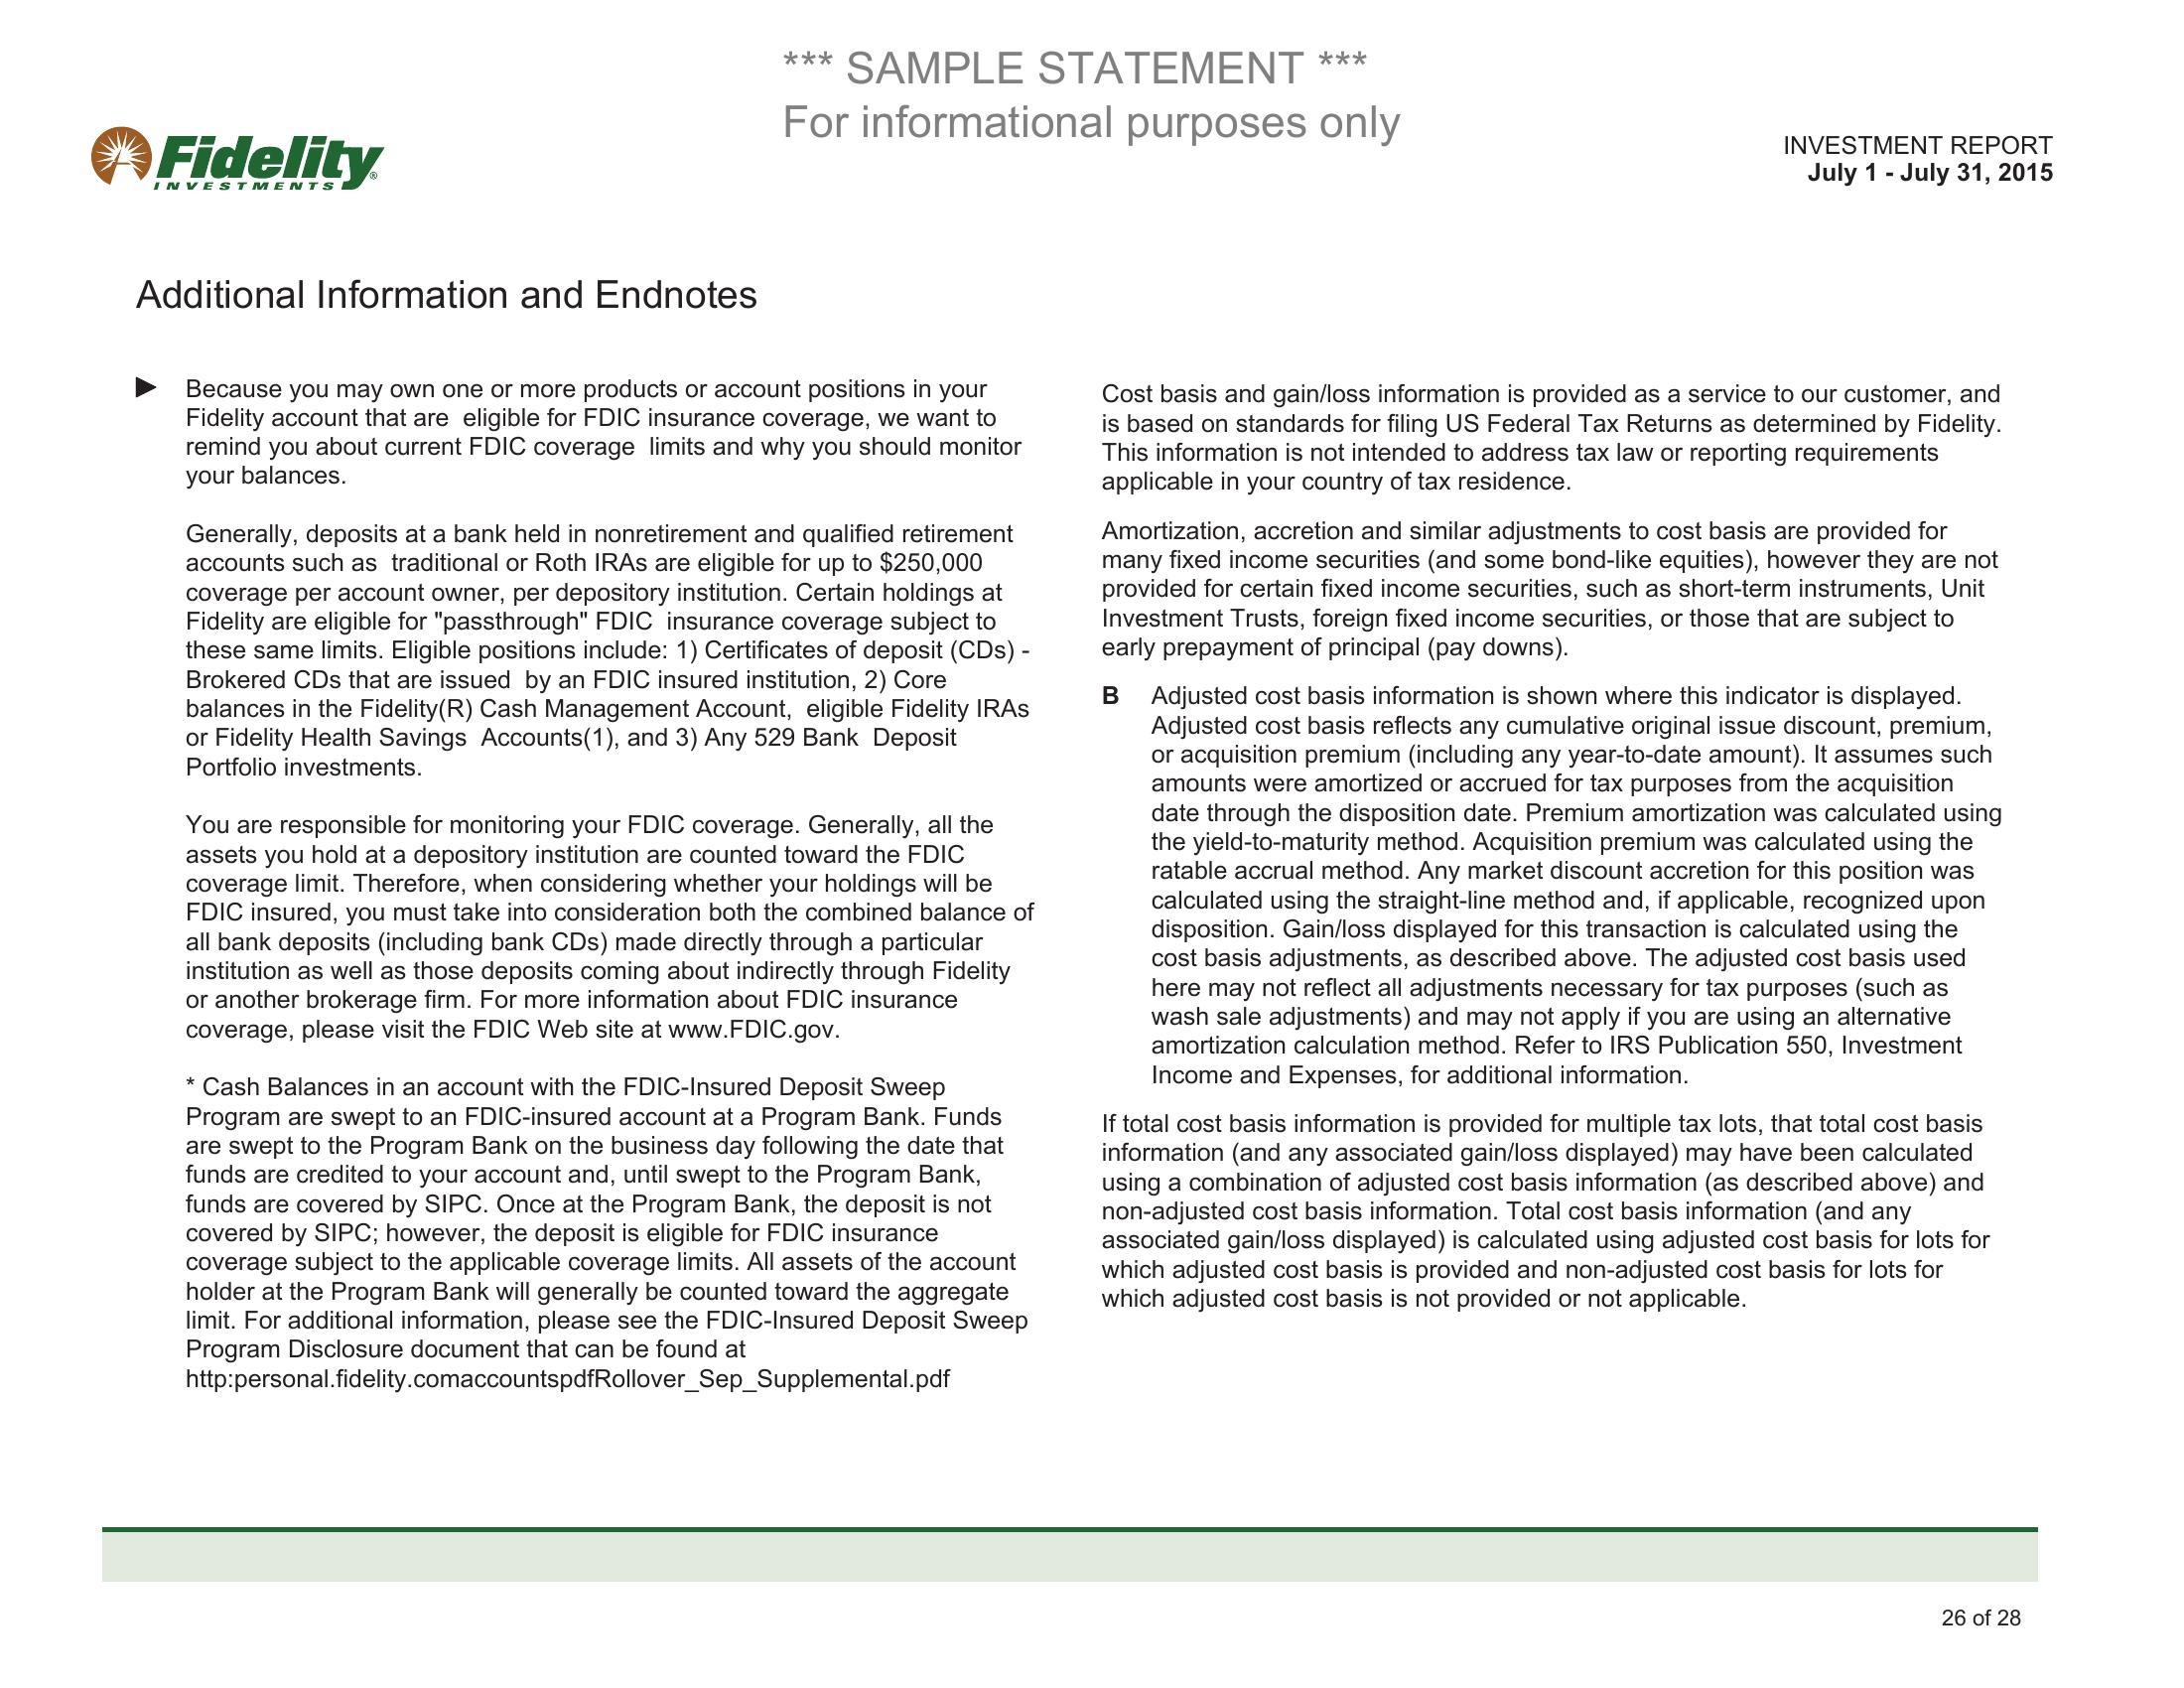 *** SAMPLE STATEMENT ***
For informational purposes only
Fidelity
INVESTMENTS®
INVESTMENT REPORT
July 1 - July 31, 2015
Additional Information and Endnotes
► Because you may own one or more products or account positions in your
Fidelity account that are eligible for FDIC insurance coverage, we want to
remind you about current FDIC coverage limits and why you should monitor
your balances.
Generally, deposits at a bank held in nonretirement and qualified retirement
accounts such as traditional or Roth IRAs are eligible for up to $250,000
coverage per account owner, per depository institution. Certain holdings at
Fidelity are eligible for "passthrough" FDIC insurance coverage subject to
these same limits. Eligible positions include: 1) Certificates of deposit (CDs) -
Brokered CDs that are issued by an FDIC insured institution, 2) Core
balances in the Fidelity(R) Cash Management Account, eligible Fidelity IRAs
or Fidelity Health Savings Accounts(1), and 3) Any 529 Bank Deposit
Portfolio investments.
You are responsible for monitoring your FDIC coverage. Generally, all the
assets you hold at a depository institution are counted toward the FDIC
coverage limit. Therefore, when considering whether your holdings will be
FDIC insured, you must take into consideration both the combined balance of
all bank deposits (including bank CDs) made directly through a particular
institution as well as those deposits coming about indirectly through Fidelity
or another brokerage firm. For more information about FDIC insurance
coverage, please visit the FDIC Web site at www.FDIC.gov.
* Cash Balances in an account with the FDIC-Insured Deposit Sweep
Program are swept to an FDIC-insured account at a Program Bank. Funds
are swept to the Program Bank on the business day following the date that
funds are credited to your account and, until swept to the Program Bank,
funds are covered by SIPC. Once at the Program Bank, the deposit is not
covered by SIPC; however, the deposit is eligible for FDIC insurance
coverage subject to the applicable coverage limits. All assets of the account
holder at the Program Bank will generally be counted toward the aggregate
limit. For additional information, please see the FDIC-Insured Deposit Sweep
Program Disclosure document that can be found at
http:personal.fidelity.comaccountspdfRollover_Sep_Supplemental.pdf
Cost basis and gain/loss information is provided as a service to our customer, and
is based on standards for filing US Federal Tax Returns as determined by Fidelity.
This information is not intended to address tax law or reporting requirements
applicable in your country of tax residence.
Amortization, accretion and similar adjustments to cost basis are provided for
many fixed income securities (and some bond-like equities), however they are not
provided for certain fixed income securities, such as short-term instruments, Unit
Investment Trusts, foreign fixed income securities, or those that are subject to
early prepayment of principal (pay downs).
B Adjusted cost basis information is shown where this indicator is displayed.
Adjusted cost basis reflects any cumulative original issue discount, premium,
or acquisition premium (including any year-to-date amount). It assumes such
amounts were amortized or accrued for tax purposes from the acquisition
date through the disposition date. Premium amortization was calculated using
the yield-to-maturity method. Acquisition premium was calculated using the
ratable accrual method. Any market discount accretion for this position was
calculated using the straight-line method and, if applicable, recognized upon
disposition. Gain/loss displayed for this transaction is calculated using the
cost basis adjustments, as described above. The adjusted cost basis used
here may not reflect all adjustments necessary for tax purposes (such as
wash sale adjustments) and may not apply if you are using an alternative
amortization calculation method. Refer to IRS Publication 550, Investment
Income and Expenses, for additional information.
If total cost basis information is provided for multiple tax lots, that total cost basis
information (and any associated gain/loss displayed) may have been calculated
using a combination of adjusted cost basis information (as described above) and
non-adjusted cost basis information. Total cost basis information (and any
associated gain/loss displayed) is calculated using adjusted cost basis for lots for
which adjusted cost basis is provided and non-adjusted cost basis for lots for
which adjusted cost basis is not provided or not applicable.
26 of 28